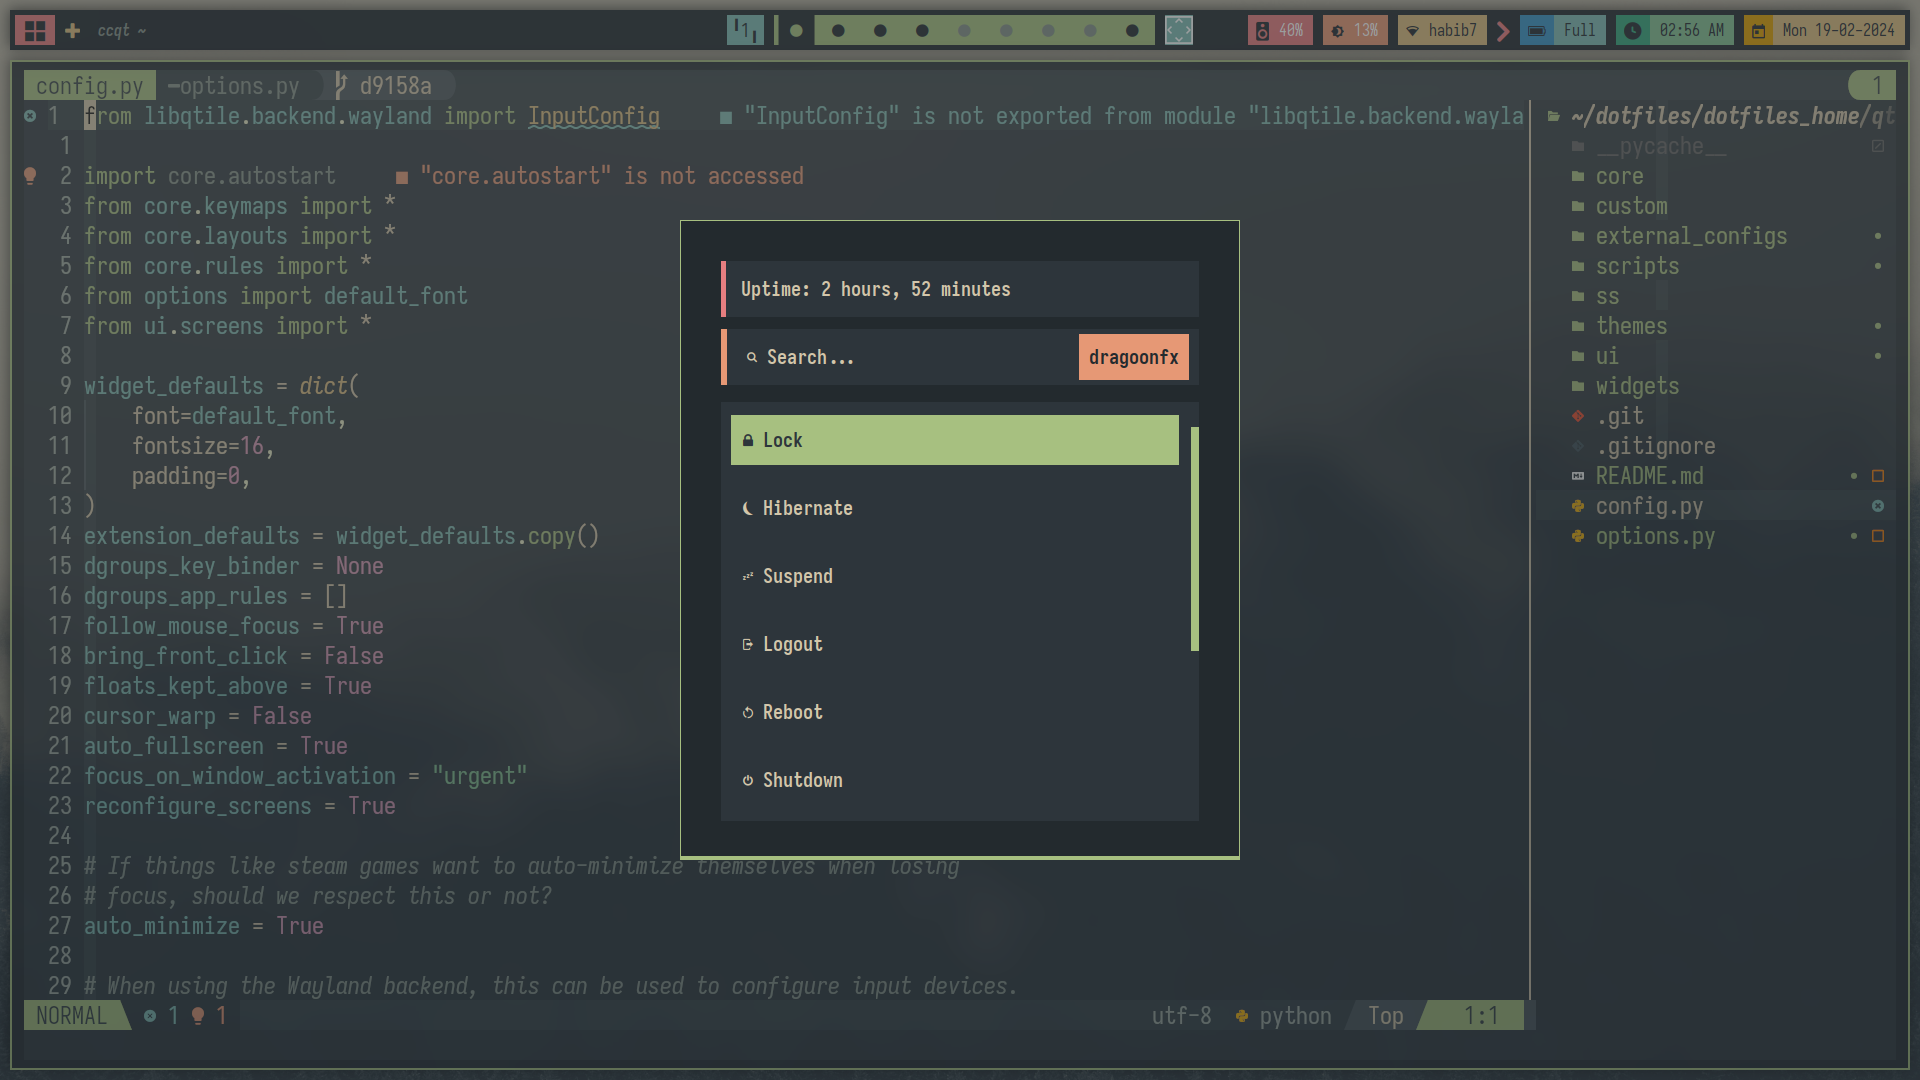 ccqt ~
1
40%
13%
habib7
Full
02:56 AM
Mon 19-02-2024
config.py
options.py
d9158a
1
1 from libqtile.backend.wayland import InputConfig ■ "InputConfig" is not exported from module "libqtile.backend.wayla
1
2 import core.autostart ■ "core.autostart" is not accessed
3 from core.keymaps import *
4 from core.layouts import *
5 from core.rules import *
6 from options import default_font
7 from ui.screens import *
8
9 widget_defaults = dict(
10 font=default_font,
11 fontsize=16,
12 padding=0,
13 )
14 extension_defaults = widget_defaults.copy()
15 dgroups_key_binder = None
16 dgroups_app_rules = []
17 follow_mouse_focus = True
18 bring_front_click = False
19 floats_kept_above = True
20 cursor_warp = False
21 auto_fullscreen = True
22 focus_on_window_activation = "urgent"
23 reconfigure_screens = True
24
25 # If things like steam games want to auto-minimize themselves when losing
26 # focus, should we respect this or not?
27 auto_minimize = True
28
29 # When using the Wayland backend, this can be used to configure input devices.
NORMAL
1
1
utf-8
python
Top
1:1
~/dotfiles/dotfiles_home/qt
__pycache__
core
custom
external_configs
scripts
ss
themes
ui
widgets
.git
.gitignore
README.md
config.py
options.py
Uptime: 2 hours, 52 minutes
Search...
dragoonfx
Lock
Hibernate
Suspend
Logout
Reboot
Shutdown